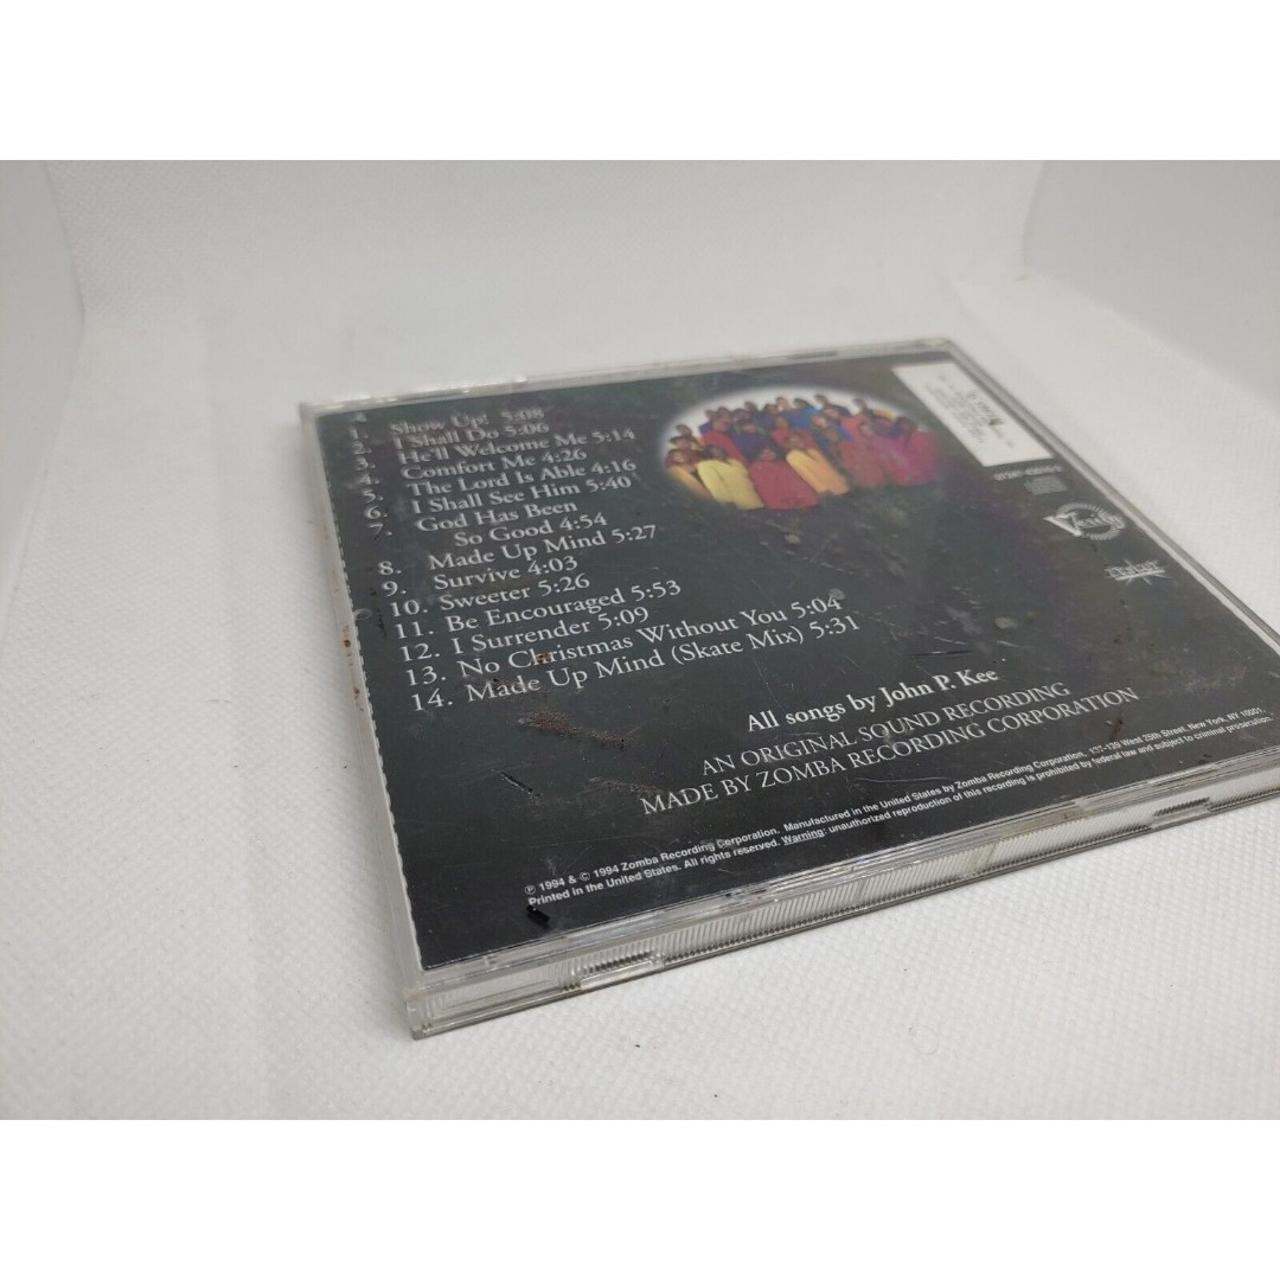 1. Show Up! 5:08
2. I Shall Do 5:06
3. He'll Welcome Me 5:14
4. Comfort Me 4:26
5. The Lord Is Able 4:16
6. I Shall See Him 5:40
7. God Has Been
So Good 4:54
8. Made Up Mind 5:27
9. Survive 4:03
10. Sweeter 5:26
11. Be Encouraged 5:53
12. I Surrender 5:09
13. No Christmas Without You 5:04
14. Made Up Mind (Skate Mix) 5:31
All songs by John P. Kee
AN ORIGINAL SOUND RECORDING
MADE BY ZOMBA RECORDING CORPORATION
℗ 1994 & © 1994 Zomba Recording Corporation. Manufactured in the United States by Zomba Recording Corporation, 137-139 West 25th Street, New York, NY 10001.
Printed in the United States. All rights reserved. Warning: unauthorized reproduction of this recording is prohibited by federal law and subject to criminal prosecution.